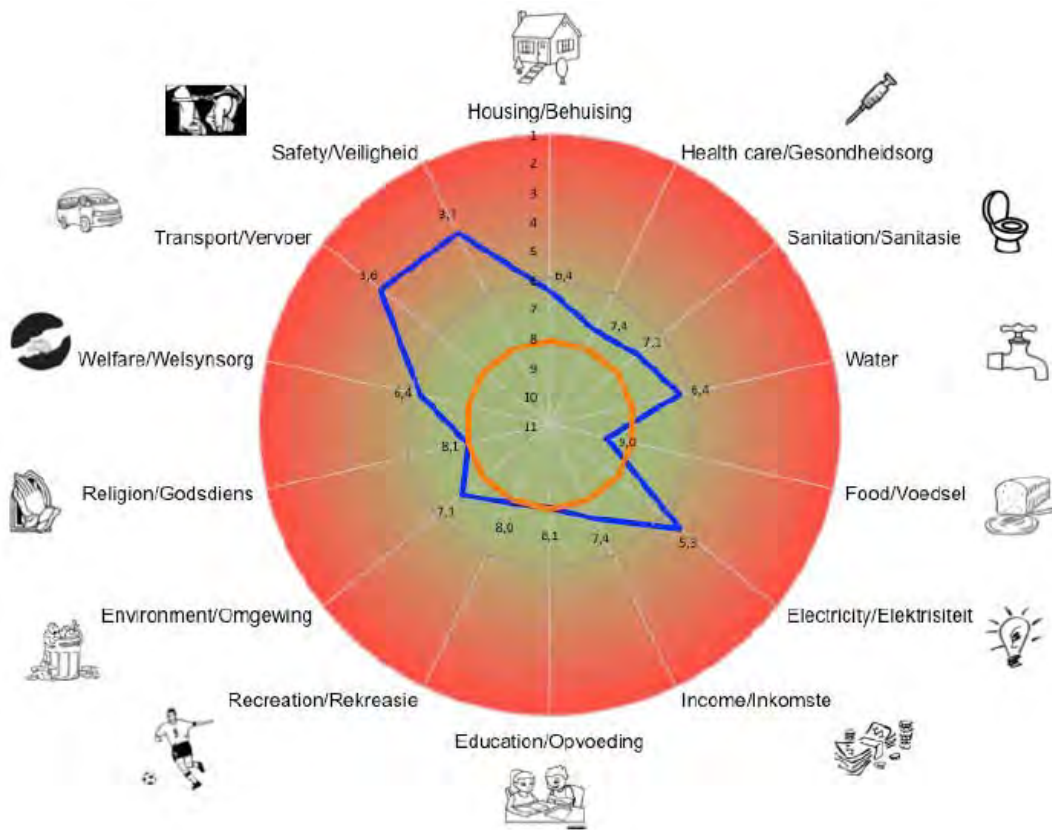 Housing/Behuising
Safety/Veiligheid
Health care/Gesondheidsorg
Transport/Vervoer
Sanitation/Sanitasie
Welfare/Welsynsorg
Water
Religion/Godsdiens
Food/Voedsel
Environment/Omgewing
Electricity/Elektrisiteit
Recreation/Rekreasie
Income/Inkomste
Education/Opvoeding
1
2
3
4
5
6
7
8
9
10
11
6,4
7,4
7,1
6,4
9,0
5,3
7,4
8,1
8,0
7,1
8,1
6,4
3,6
3,7